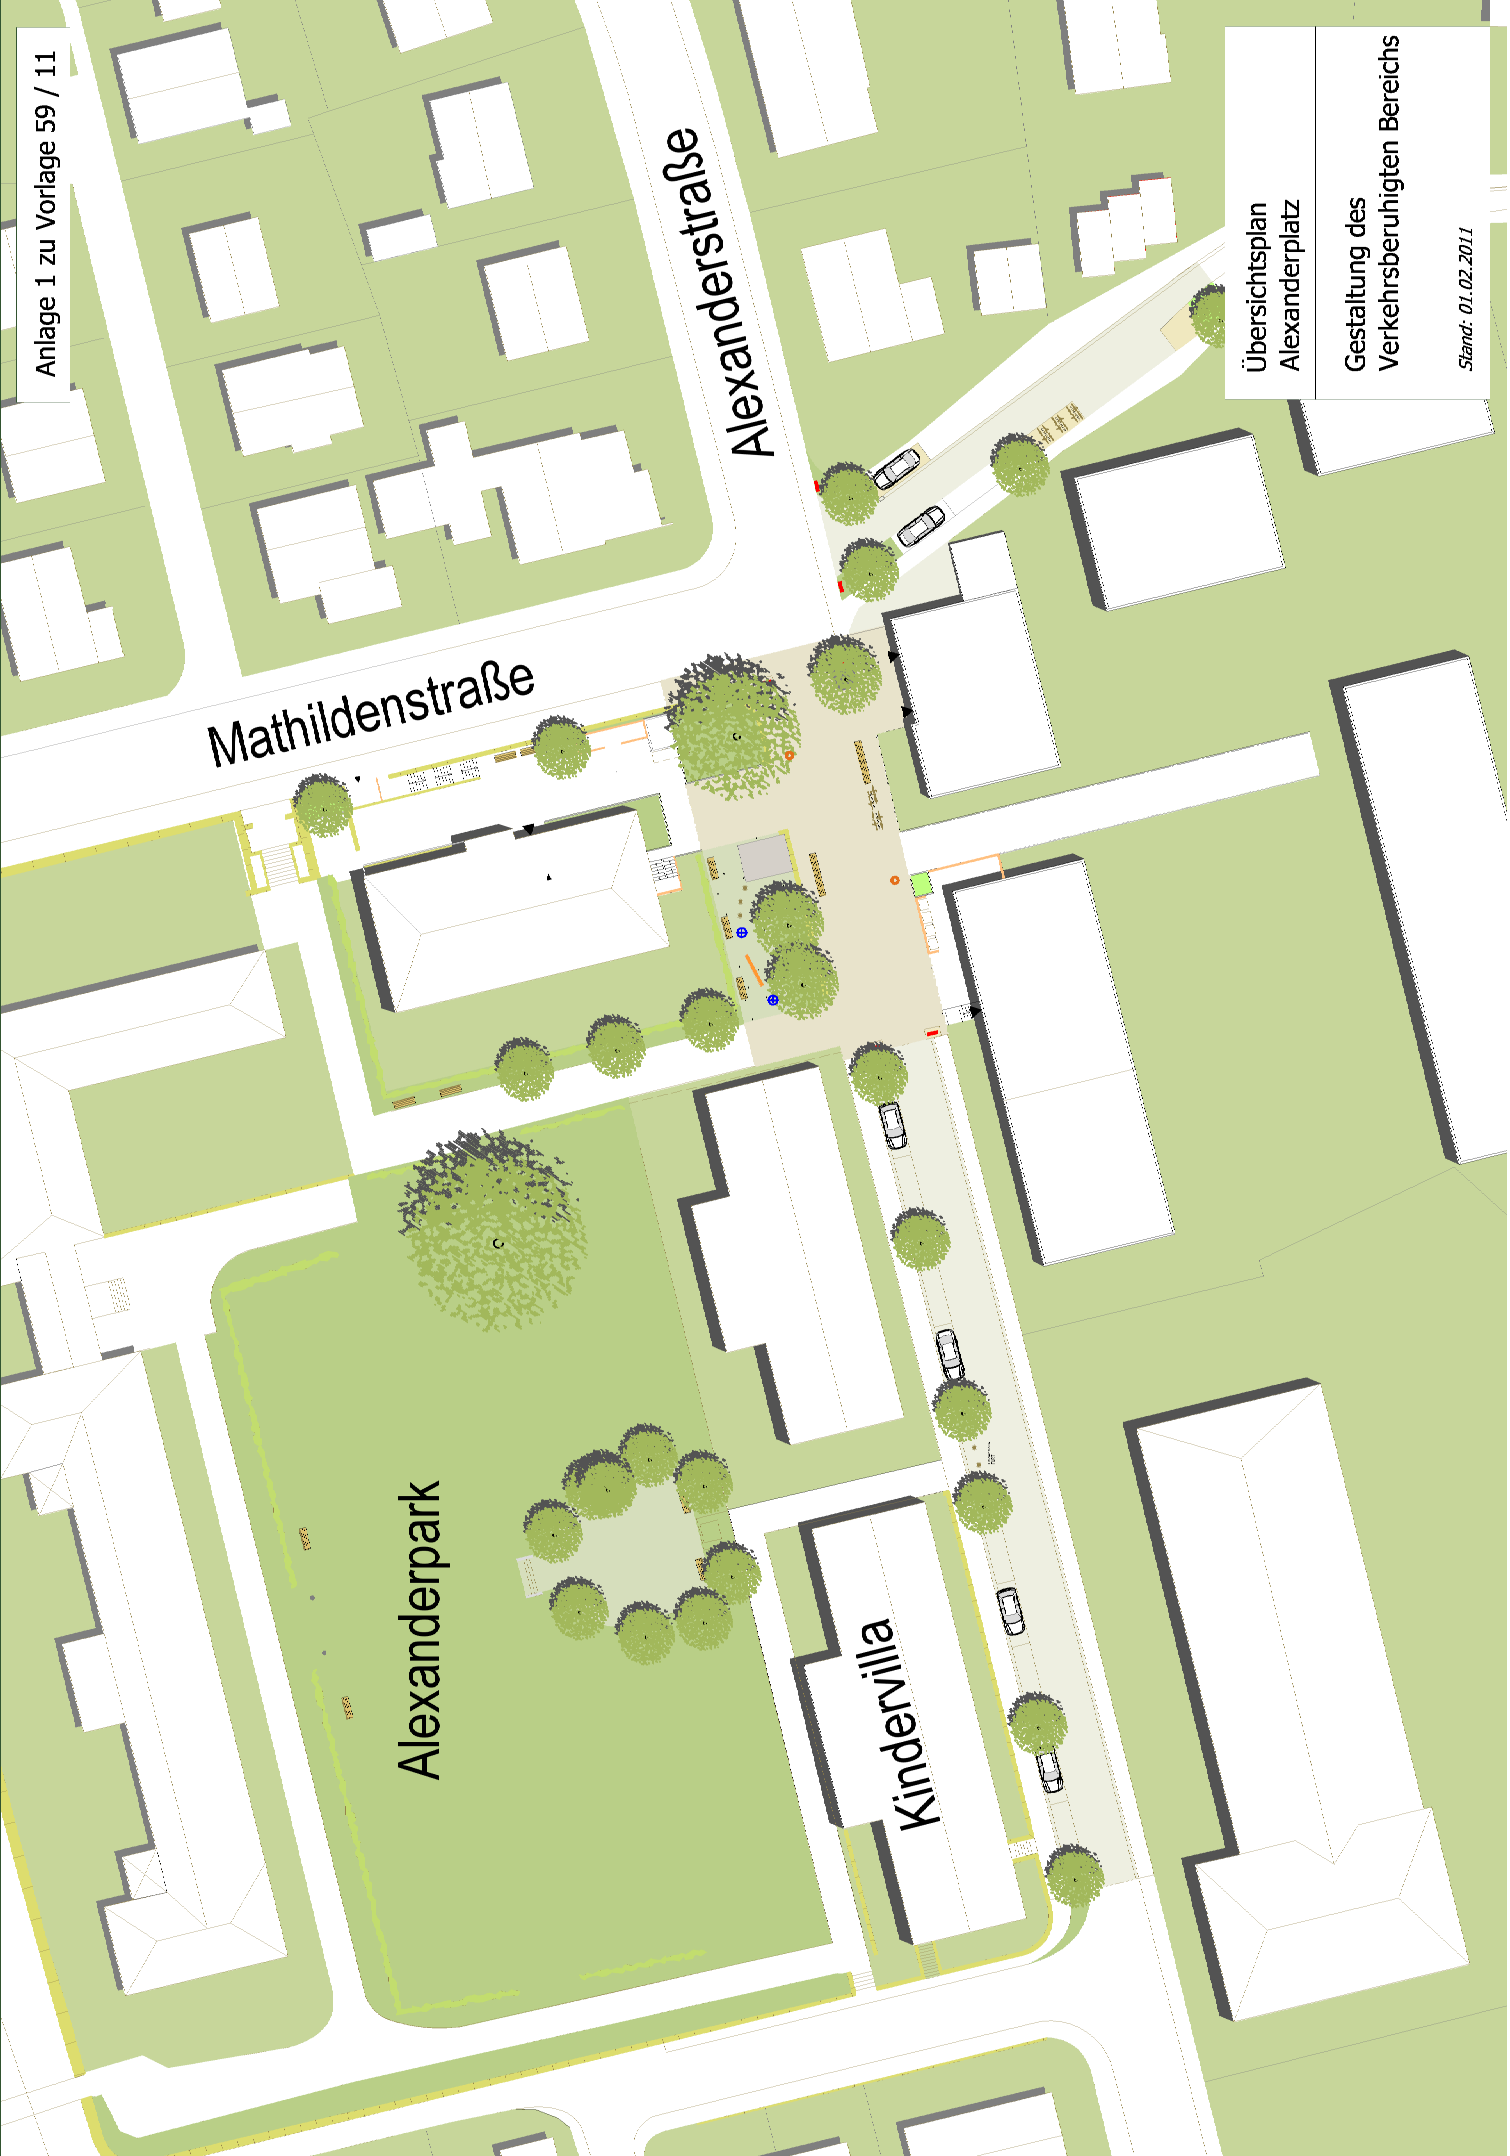 Anlage 1 zu Vorlage 59 / 11
Übersichtsplan
Alexanderplatz
Gestaltung des
Verkehrsberuhigten Bereichs
Stand: 01.02.2011
Alexanderstraße
Mathildenstraße
Alexanderpark
Kindervilla